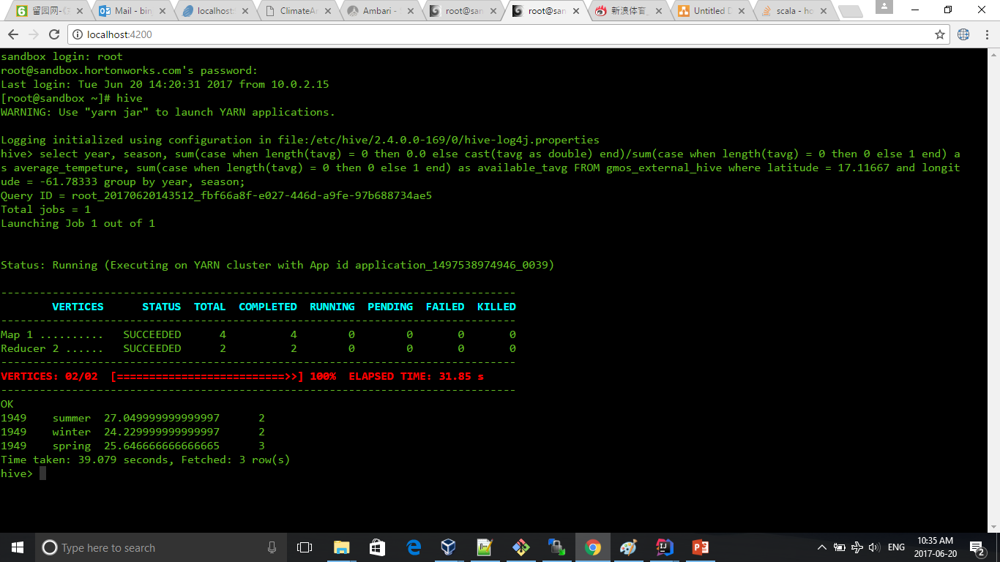 留园网-6
Mail - bin
localhost:
ClimateAn
Ambari -
root@san
root@san
新浪体育_
Untitled D
scala - ho
localhost:4200
sandbox login: root
root@sandbox.hortonworks.com's password:
Last login: Tue Jun 20 14:20:31 2017 from 10.0.2.15
[root@sandbox ~]# hive
WARNING: Use "yarn jar" to launch YARN applications.
Logging initialized using configuration in file:/etc/hive/2.4.0.0-169/0/hive-log4j.properties
hive> select year, season, sum(case when length(tavg) = 0 then 0.0 else cast(tavg as double) end)/sum(case when length(tavg) = 0 then 0 else 1 end) a
s average_tempeture, sum(case when length(tavg) = 0 then 0 else 1 end) as available_tavg FROM gmos_external_hive where latitude = 17.11667 and longit
ude = -61.78333 group by year, season;
Query ID = root_20170620143512_fbf66a8f-e027-446d-a9fe-97b688734ae5
Total jobs = 1
Launching Job 1 out of 1
Status: Running (Executing on YARN cluster with App id application_1497538974946_0039)
--------------------------------------------------------------------------------
VERTICES STATUS TOTAL COMPLETED RUNNING PENDING FAILED KILLED
--------------------------------------------------------------------------------
Map 1 .......... SUCCEEDED 4 4 0 0 0 0
Reducer 2 ...... SUCCEEDED 2 2 0 0 0 0
--------------------------------------------------------------------------------
VERTICES: 02/02 [==========================>>] 100% ELAPSED TIME: 31.85 s
--------------------------------------------------------------------------------
OK
1949 summer 27.049999999999997 2
1949 winter 24.229999999999997 2
1949 spring 25.646666666666665 3
Time taken: 39.079 seconds, Fetched: 3 row(s)
hive>
Type here to search
ENG
10:35 AM
2017-06-20
2